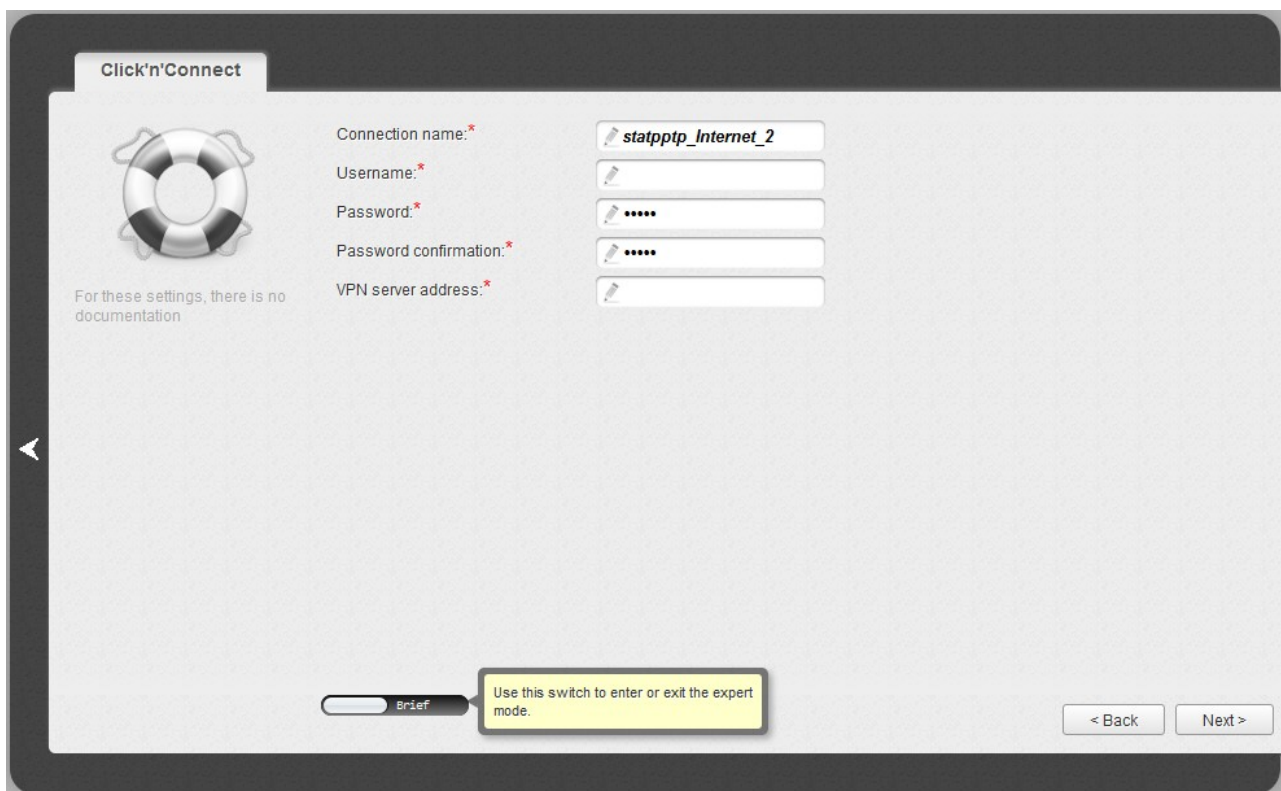 Click'n'Connect
Connection name:*
statpptp_Internet_2
Username:*
Password:*
•••••
Password confirmation:*
•••••
VPN server address:*
For these settings, there is no
documentation
Brief
Use this switch to enter or exit the expert
mode.
< Back
Next >